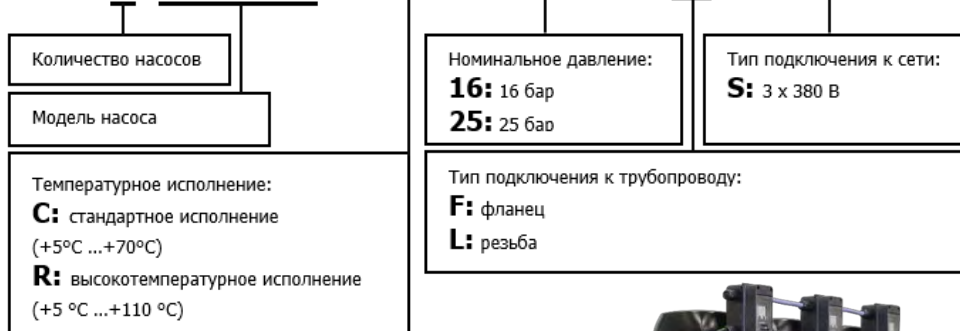 Количество насосов
Модель насоса
Температурное исполнение:
C: стандартное исполнение
(+5°C ...+70°C)
R: высокотемпературное исполнение
(+5 °C ...+110 °C)
Номинальное давление:
16: 16 бар
25: 25 бар
Тип подключения к сети:
S: 3 x 380 В
Тип подключения к трубопроводу:
F: фланец
L: резьба